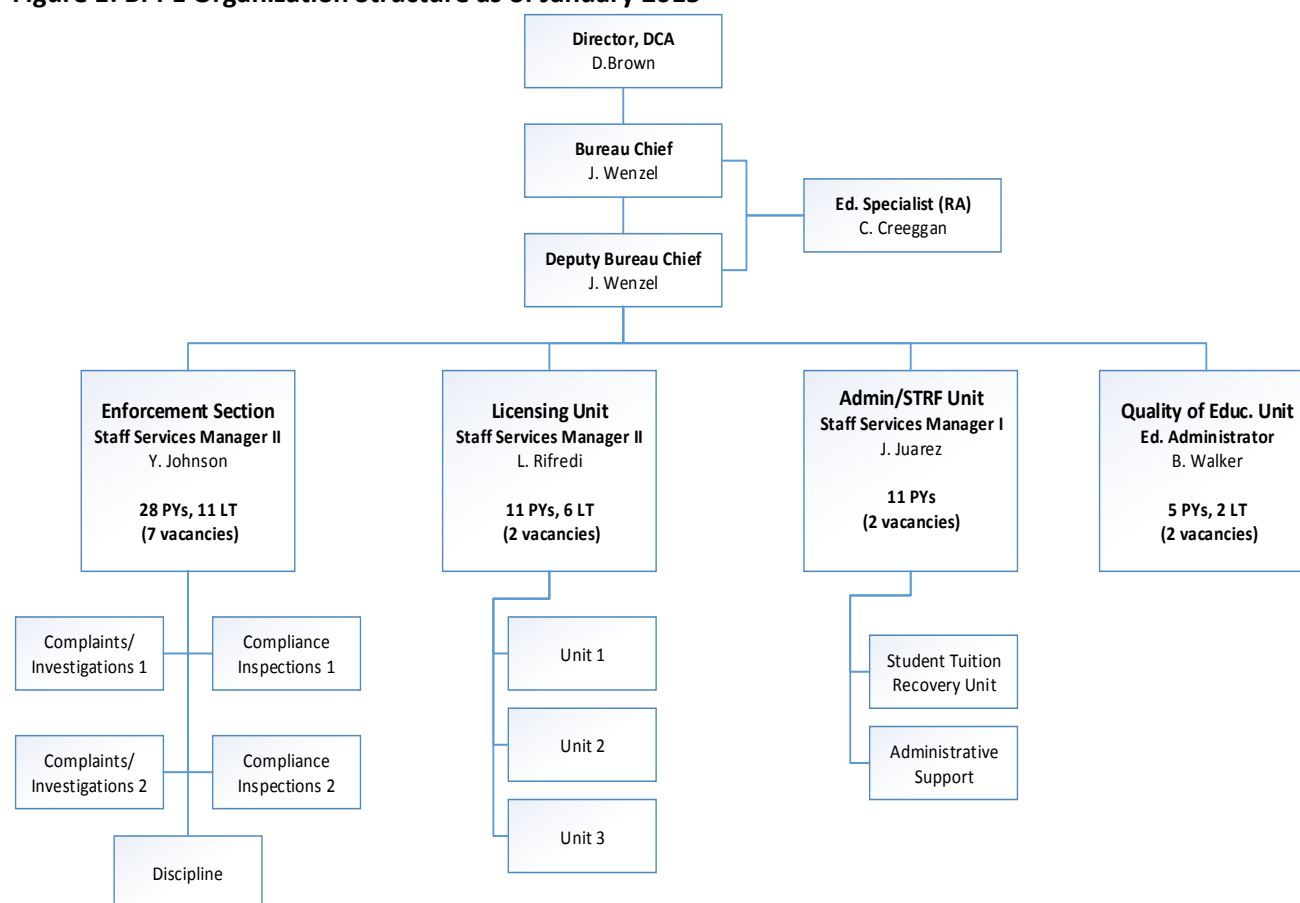 Director, DCA
D.Brown
Bureau Chief
J. Wenzel
Ed. Specialist (RA)
C. Creeggan
Deputy Bureau Chief
J. Wenzel
Enforcement Section
Staff Services Manager II
Y. Johnson
28 PYs, 11 LT
(7 vacancies)
Licensing Unit
Staff Services Manager II
L. Rifredi
11 PYs, 6 LT
(2 vacancies)
Admin/STRF Unit
Staff Services Manager I
J. Juarez
11 PYs
(2 vacancies)
Quality of Educ. Unit
Ed. Administrator
B. Walker
5 PYs, 2 LT
(2 vacancies)
Complaints/
Investigations 1
Compliance
Inspections 1
Complaints/
Investigations 2
Compliance
Inspections 2
Discipline
Unit 1
Unit 2
Unit 3
Student Tuition
Recovery Unit
Administrative
Support